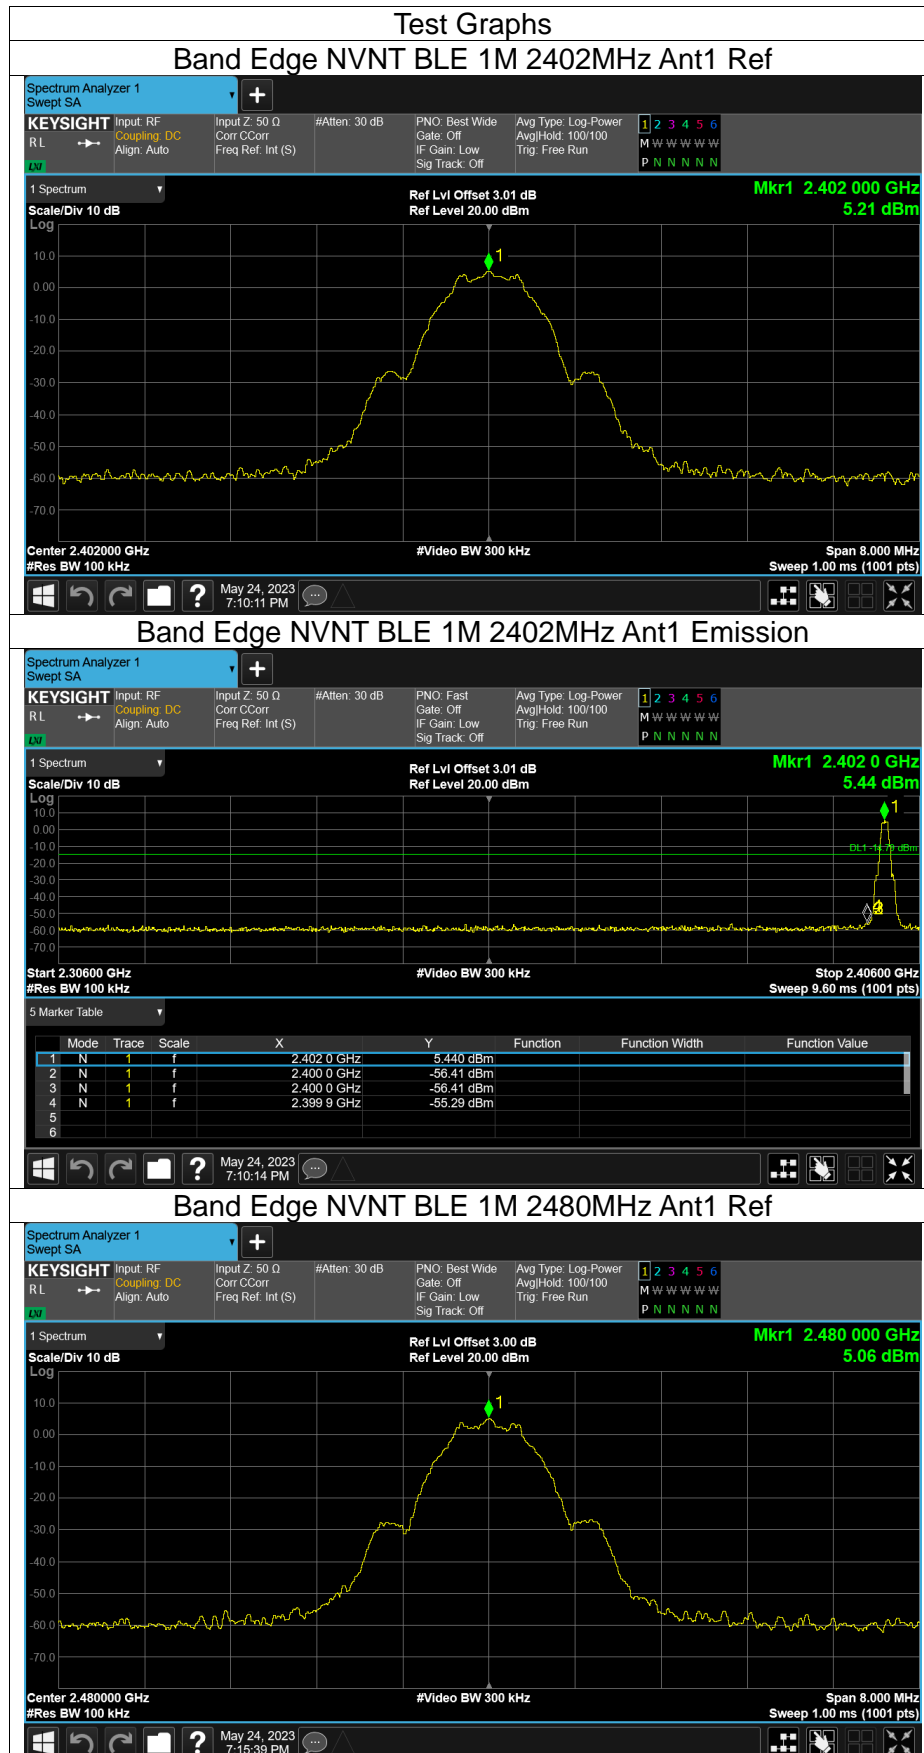 Test Graphs
Band Edge NVNT BLE 1M 2402MHz Ant1 Ref
Spectrum Analyzer 1
Swept SA
KEYSIGHT Input: RF Input Z: 50 Ω #Atten: 30 dB PNO: Best Wide Avg Type: Log-Power 1 2 3 4 5 6
RL Coupling: DC Corr CCorr Gate: Off Avg|Hold: 100/100 M W W W W W
Align: Auto Freq Ref: Int (S) IF Gain: Low Trig: Free Run
LXI Sig Track: Off P N N N N N
1 Spectrum Ref Lvl Offset 3.01 dB Mkr1 2.402 000 GHz
Scale/Div 10 dB Ref Level 20.00 dBm 5.21 dBm
Log
1
10.0
0.00
-10.0
-20.0
-30.0
-40.0
-50.0
-60.0
-70.0
Center 2.402000 GHz #Video BW 300 kHz Span 8.000 MHz
#Res BW 100 kHz Sweep 1.00 ms (1001 pts)
? May 24, 2023
7:10:11 PM
Band Edge NVNT BLE 1M 2402MHz Ant1 Emission
Spectrum Analyzer 1
Swept SA
KEYSIGHT Input: RF Input Z: 50 Ω #Atten: 30 dB PNO: Fast Avg Type: Log-Power 1 2 3 4 5 6
RL Coupling: DC Corr CCorr Gate: Off Avg|Hold: 100/100 M W W W W W
Align: Auto Freq Ref: Int (S) IF Gain: Low Trig: Free Run
LXI Sig Track: Off P N N N N N
1 Spectrum Ref Lvl Offset 3.01 dB Mkr1 2.402 0 GHz
Scale/Div 10 dB Ref Level 20.00 dBm 5.44 dBm
Log
1
10.0
0.00
-10.0 DL1 -14.79 dBm
-20.0
-30.0
-40.0
-50.0
-60.0
-70.0
Start 2.30600 GHz #Video BW 300 kHz Stop 2.40600 GHz
#Res BW 100 kHz Sweep 9.60 ms (1001 pts)
5 Marker Table
Mode Trace Scale X Y Function Function Width Function Value
1 N 1 f 2.402 0 GHz 5.440 dBm
2 N 1 f 2.400 0 GHz -56.41 dBm
3 N 1 f 2.400 0 GHz -56.41 dBm
4 N 1 f 2.399 9 GHz -55.29 dBm
5
6
? May 24, 2023
7:10:14 PM
Band Edge NVNT BLE 1M 2480MHz Ant1 Ref
Spectrum Analyzer 1
Swept SA
KEYSIGHT Input: RF Input Z: 50 Ω #Atten: 30 dB PNO: Best Wide Avg Type: Log-Power 1 2 3 4 5 6
RL Coupling: DC Corr CCorr Gate: Off Avg|Hold: 100/100 M W W W W W
Align: Auto Freq Ref: Int (S) IF Gain: Low Trig: Free Run
LXI Sig Track: Off P N N N N N
1 Spectrum Ref Lvl Offset 3.00 dB Mkr1 2.480 000 GHz
Scale/Div 10 dB Ref Level 20.00 dBm 5.06 dBm
Log
1
10.0
0.00
-10.0
-20.0
-30.0
-40.0
-50.0
-60.0
-70.0
Center 2.480000 GHz #Video BW 300 kHz Span 8.000 MHz
#Res BW 100 kHz Sweep 1.00 ms (1001 pts)
? May 24, 2023
7:15:39 PM